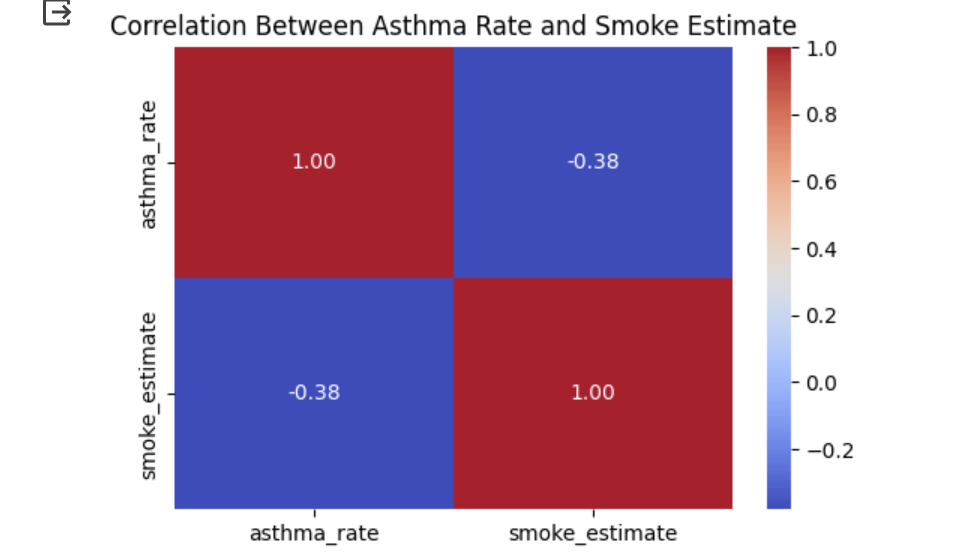 Correlation Between Asthma Rate and Smoke Estimate
asthma_rate
1.00
-0.38
smoke_estimate
-0.38
1.00
asthma_rate
smoke_estimate
1.0
0.8
0.6
0.4
0.2
0.0
−0.2